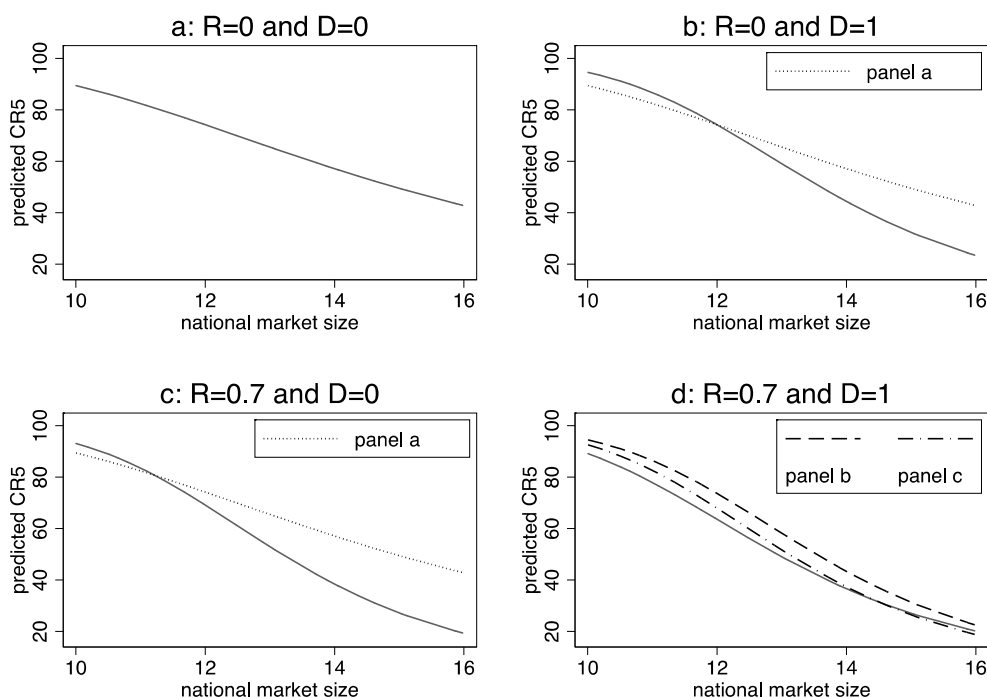 a: R=0 and D=0
predicted CR5
100
80
60
40
20
10
12
14
16
national market size
b: R=0 and D=1
panel a
predicted CR5
100
80
60
40
20
10
12
14
16
national market size
c: R=0.7 and D=0
panel a
predicted CR5
100
80
60
40
20
10
12
14
16
national market size
d: R=0.7 and D=1
panel b
panel c
predicted CR5
100
80
60
40
20
10
12
14
16
national market size